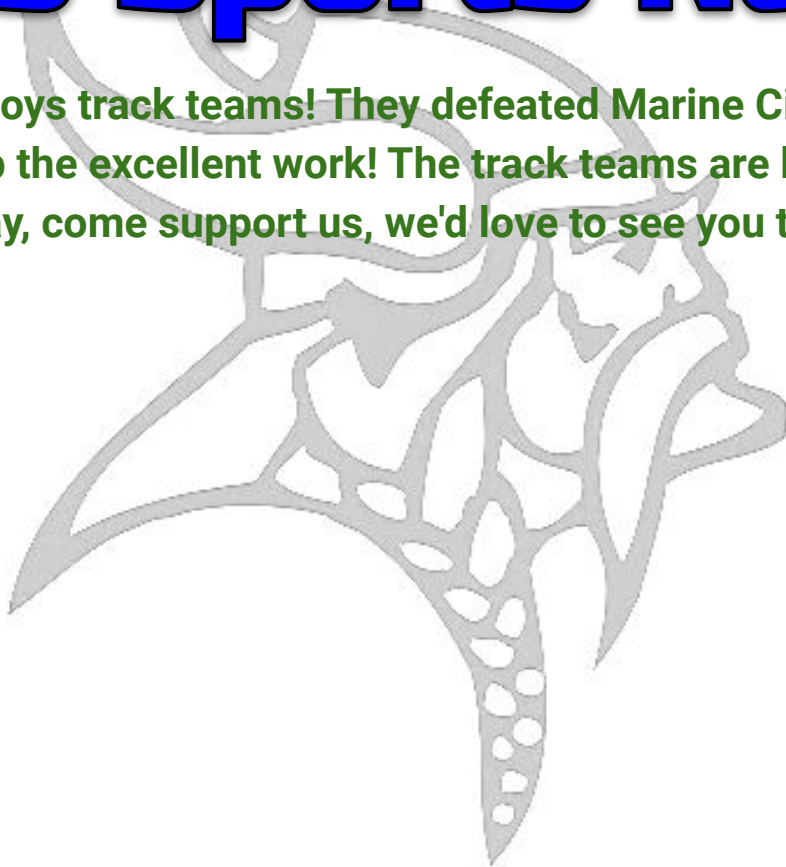 Sports
oys track teams! They defeated Marine Ci
the excellent work! The track teams are
ay, come support us, we'd love to see you t